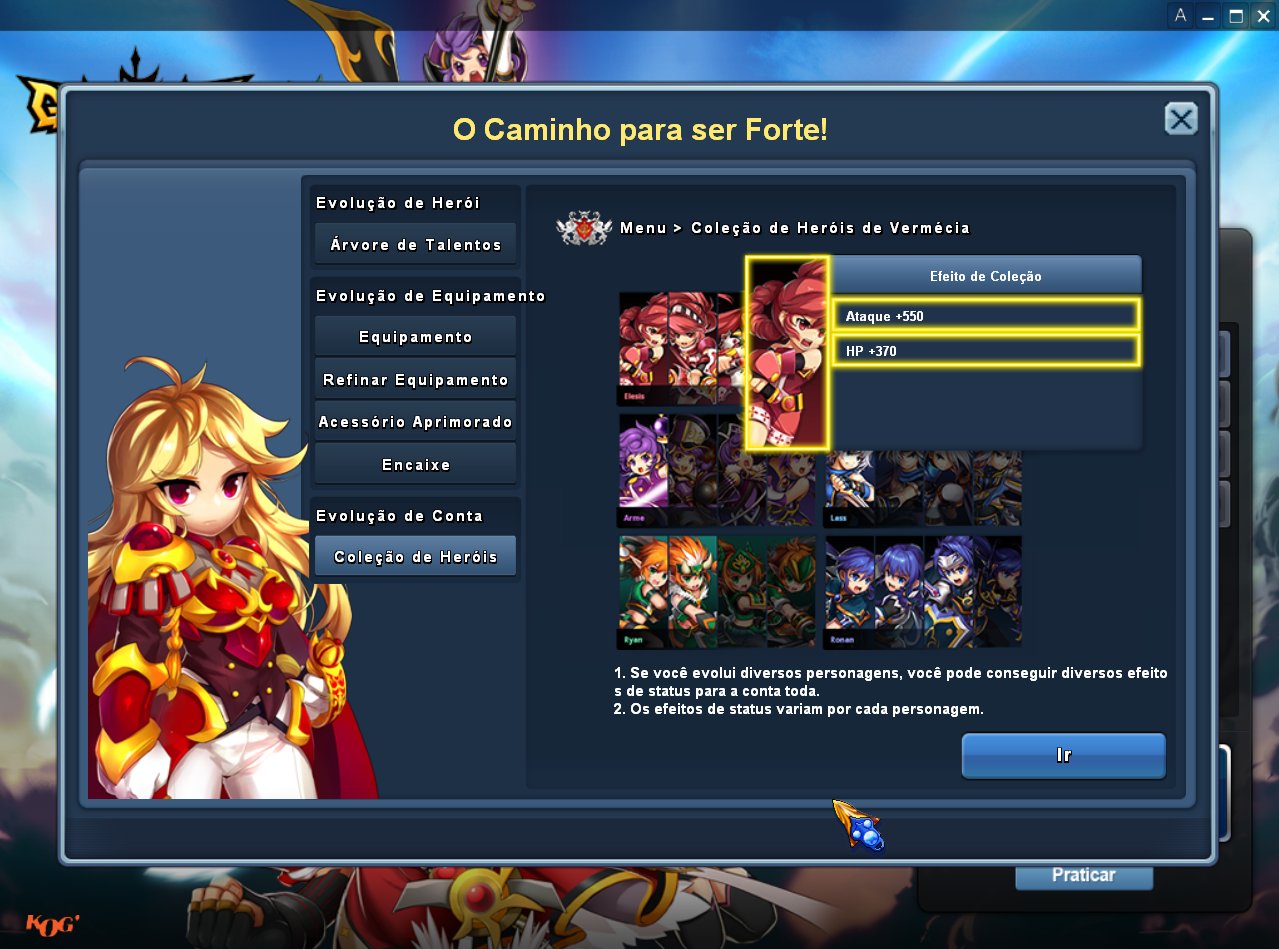 A
O Caminho para ser Forte!
Evolução de Herói
Árvore de Talentos
Evolução de Equipamento
Equipamento
Refinar Equipamento
Acessório Aprimorado
Encaixe
Evolução de Conta
Coleção de Heróis
Menu > Coleção de Heróis de Vermécia
Efeito de Coleção
Ataque +550
HP +370
Elesis
Arme
Lass
Ryan
Ronan
1. Se você evolui diversos personagens, você pode conseguir diversos efeito
s de status para a conta toda.
2. Os efeitos de status variam por cada personagem.
Ir
Praticar
KOG'